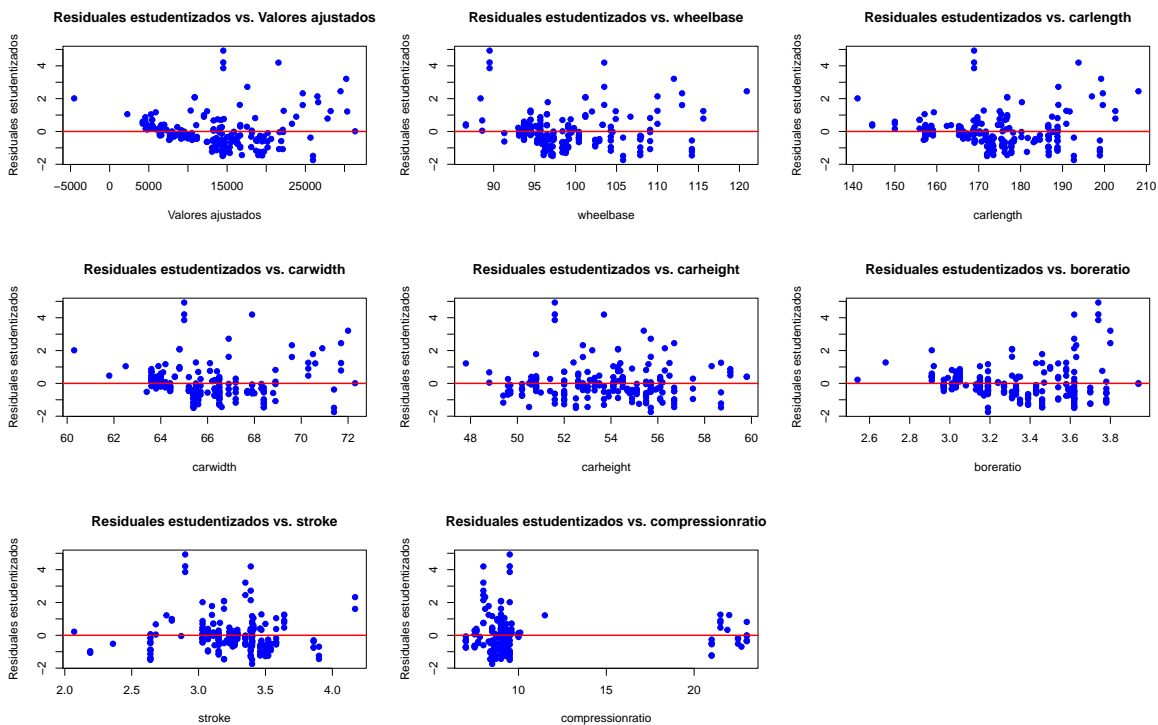 Residuales estudentizados vs. Valores ajustados
Residuales estudentizados
4
2
0
−2
−5000 0 5000 15000 25000
Valores ajustados
Residuales estudentizados vs. wheelbase
Residuales estudentizados
4
2
0
−2
90 95 100 105 110 115 120
wheelbase
Residuales estudentizados vs. carlength
Residuales estudentizados
4
2
0
−2
140 150 160 170 180 190 200 210
carlength
Residuales estudentizados vs. carwidth
Residuales estudentizados
4
2
0
−2
60 62 64 66 68 70 72
carwidth
Residuales estudentizados vs. carheight
Residuales estudentizados
4
2
0
−2
48 50 52 54 56 58 60
carheight
Residuales estudentizados vs. boreratio
Residuales estudentizados
4
2
0
−2
2.6 2.8 3.0 3.2 3.4 3.6 3.8
boreratio
Residuales estudentizados vs. stroke
Residuales estudentizados
4
2
0
−2
2.0 2.5 3.0 3.5 4.0
stroke
Residuales estudentizados vs. compressionratio
Residuales estudentizados
4
2
0
−2
10 15 20
compressionratio